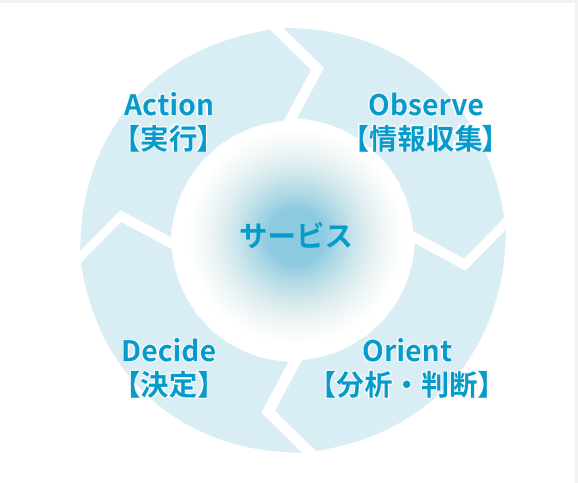 Action
【実行】
Observe
【情報収集】
サービス
Decide
【決定】
Orient
【分析・判断】